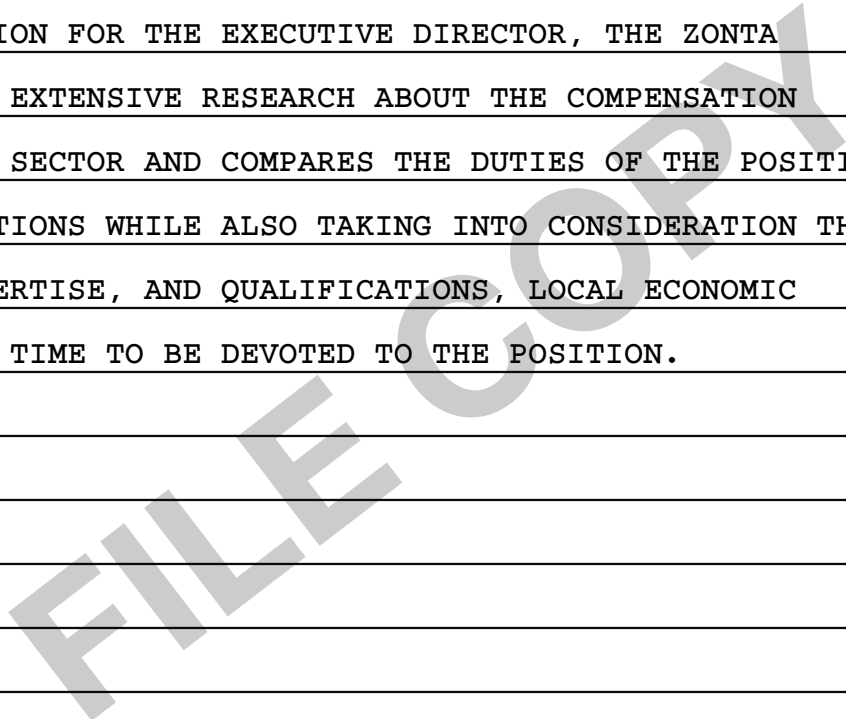 ION FOR THE EXECUTIVE DIRECTOR, THE ZONTA
EXTENSIVE RESEARCH ABOUT THE COMPENSATION
SECTOR AND COMPARES THE DUTIES OF THE POSITI
TIONS WHILE ALSO TAKING INTO CONSIDERATION TH
ERTISE, AND QUALIFICATIONS, LOCAL ECONOMIC
TIME TO BE DEVOTED TO THE POSITION.
FILE COPY